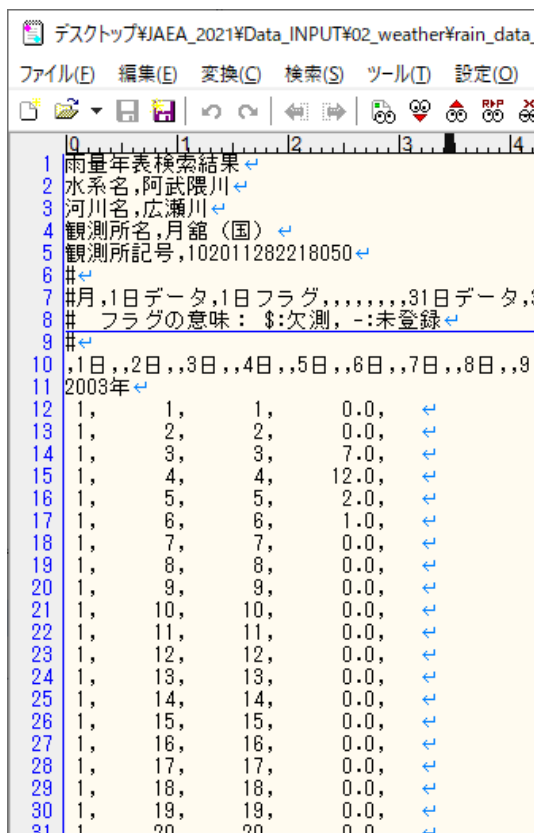 デスクトップ¥JAEA_2021¥Data_INPUT¥02_weather¥rain_data_
ファイル(F) 編集(E) 変換(C) 検索(S) ツール(T) 設定(O)
0 1 2 3 4
1 雨量年表検索結果
2 水系名,阿武隈川
3 河川名,広瀬川
4 観測所名,月舘（国）
5 観測所記号,102011282218050
6 #
7 #月,1日データ,1日フラグ,,,,,,,,31日データ,3
8 #　フラグの意味： $:欠測, -:未登録
9 #
10 ,1日,,2日,,3日,,4日,,5日,,6日,,7日,,8日,,9
11 2003年
12 1, 1, 1, 0.0,
13 1, 2, 2, 0.0,
14 1, 3, 3, 7.0,
15 1, 4, 4, 12.0,
16 1, 5, 5, 2.0,
17 1, 6, 6, 1.0,
18 1, 7, 7, 0.0,
19 1, 8, 8, 0.0,
20 1, 9, 9, 0.0,
21 1, 10, 10, 0.0,
22 1, 11, 11, 0.0,
23 1, 12, 12, 0.0,
24 1, 13, 13, 0.0,
25 1, 14, 14, 0.0,
26 1, 15, 15, 0.0,
27 1, 16, 16, 0.0,
28 1, 17, 17, 0.0,
29 1, 18, 18, 0.0,
30 1, 19, 19, 0.0,
31 1, 20, 20, 0.0,